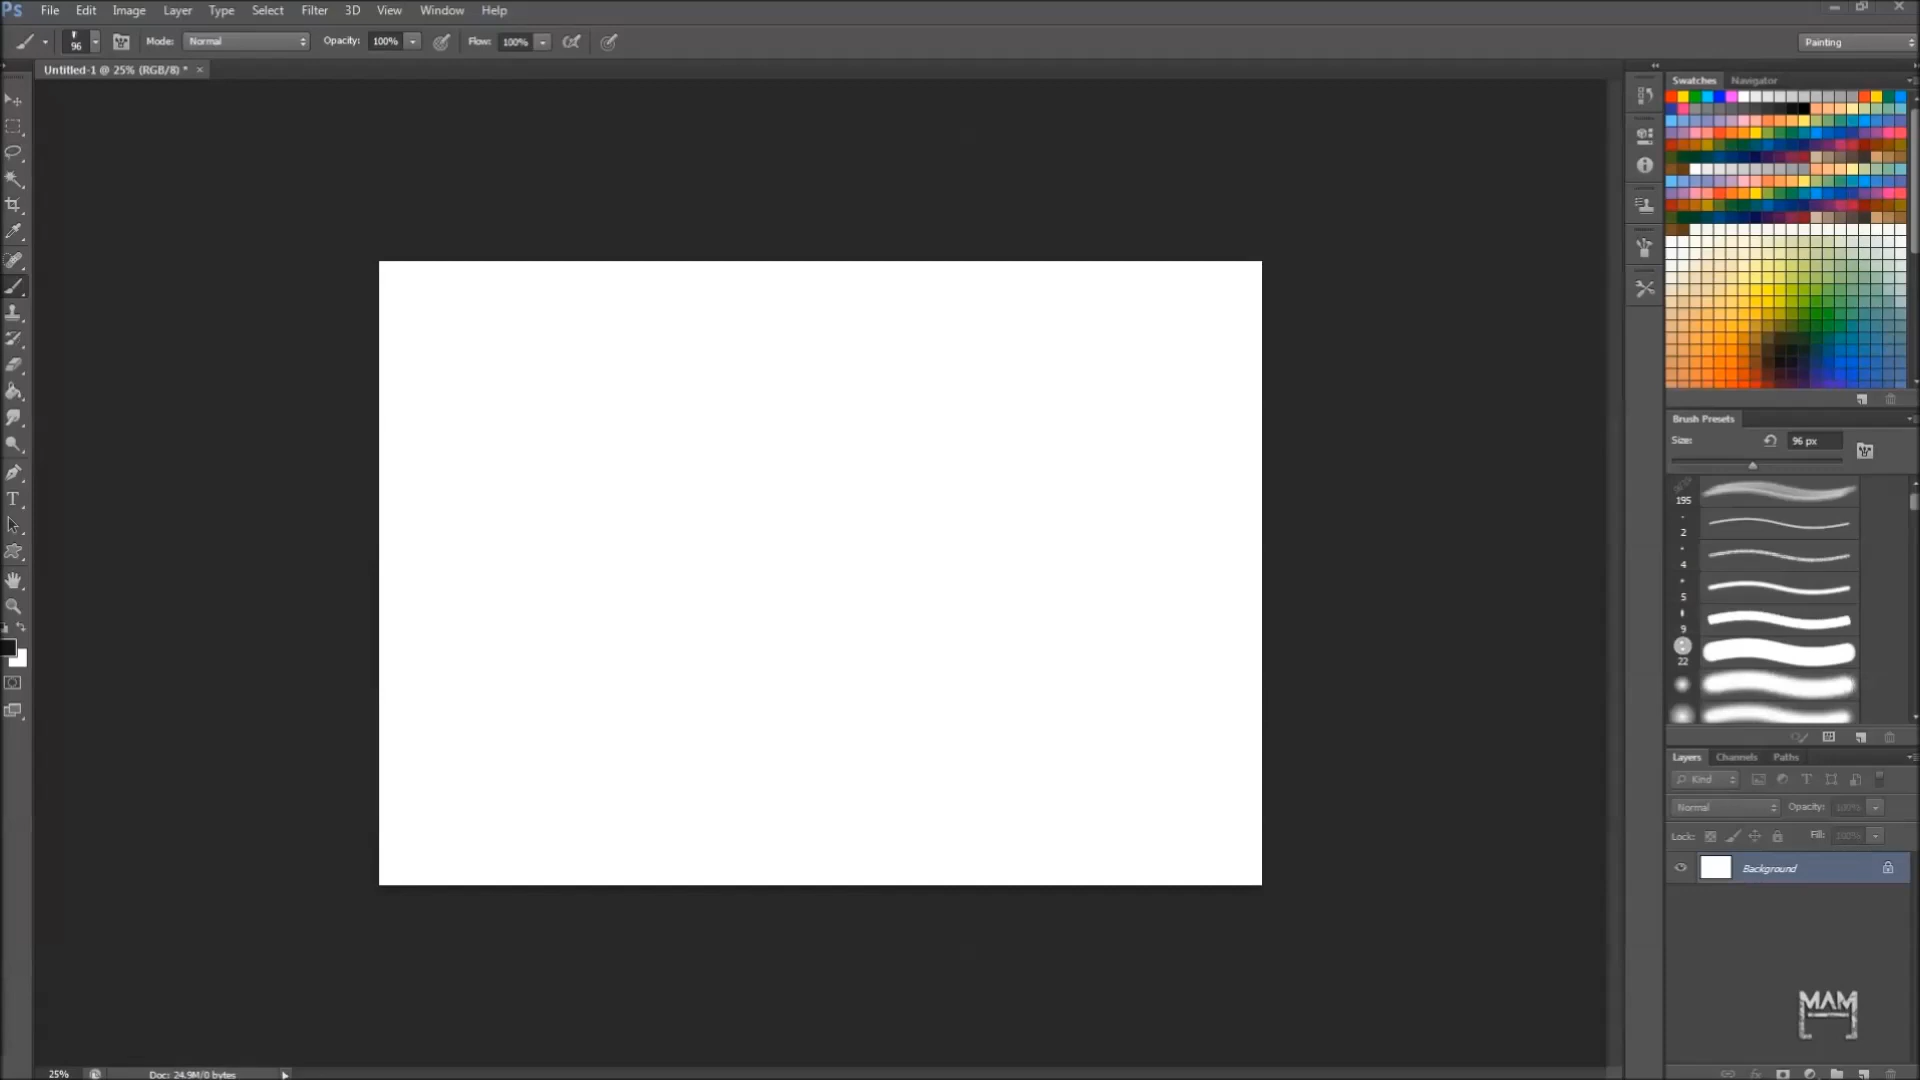 Ps File Edit Image Layer Type Select Filter 3D View Window Help
96 Mode: Normal Opacity: 100% Flow: 100% Painting
Untitled-1 @ 25% (RGB/8) * ×
Swatches Navigator
Brush Presets
Size: 96 px
195
2
4
5
9
22
Layers Channels Paths
Kind
Normal Opacity: 100%
Lock: Fill: 100%
Background
MAM
25% Doc: 24.9M/0 bytes